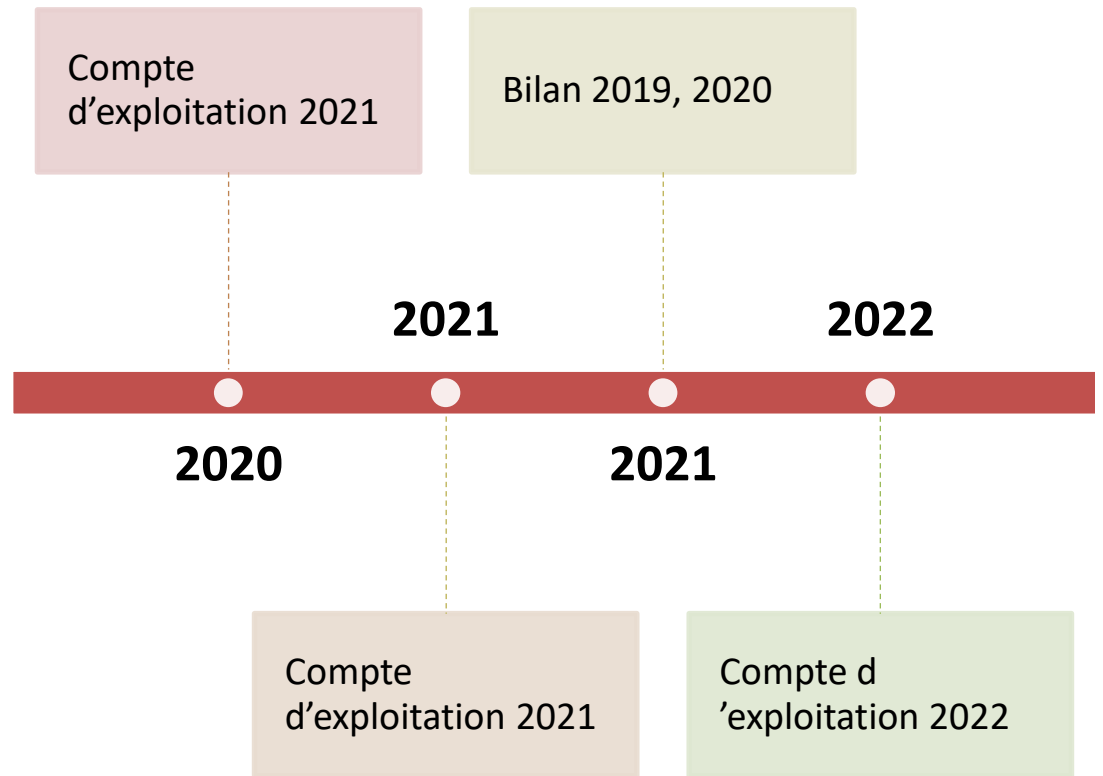 Compte
d’exploitation 2021
Bilan 2019, 2020
2021
2022
2020
2021
Compte
d’exploitation 2021
Compte d
’exploitation 2022